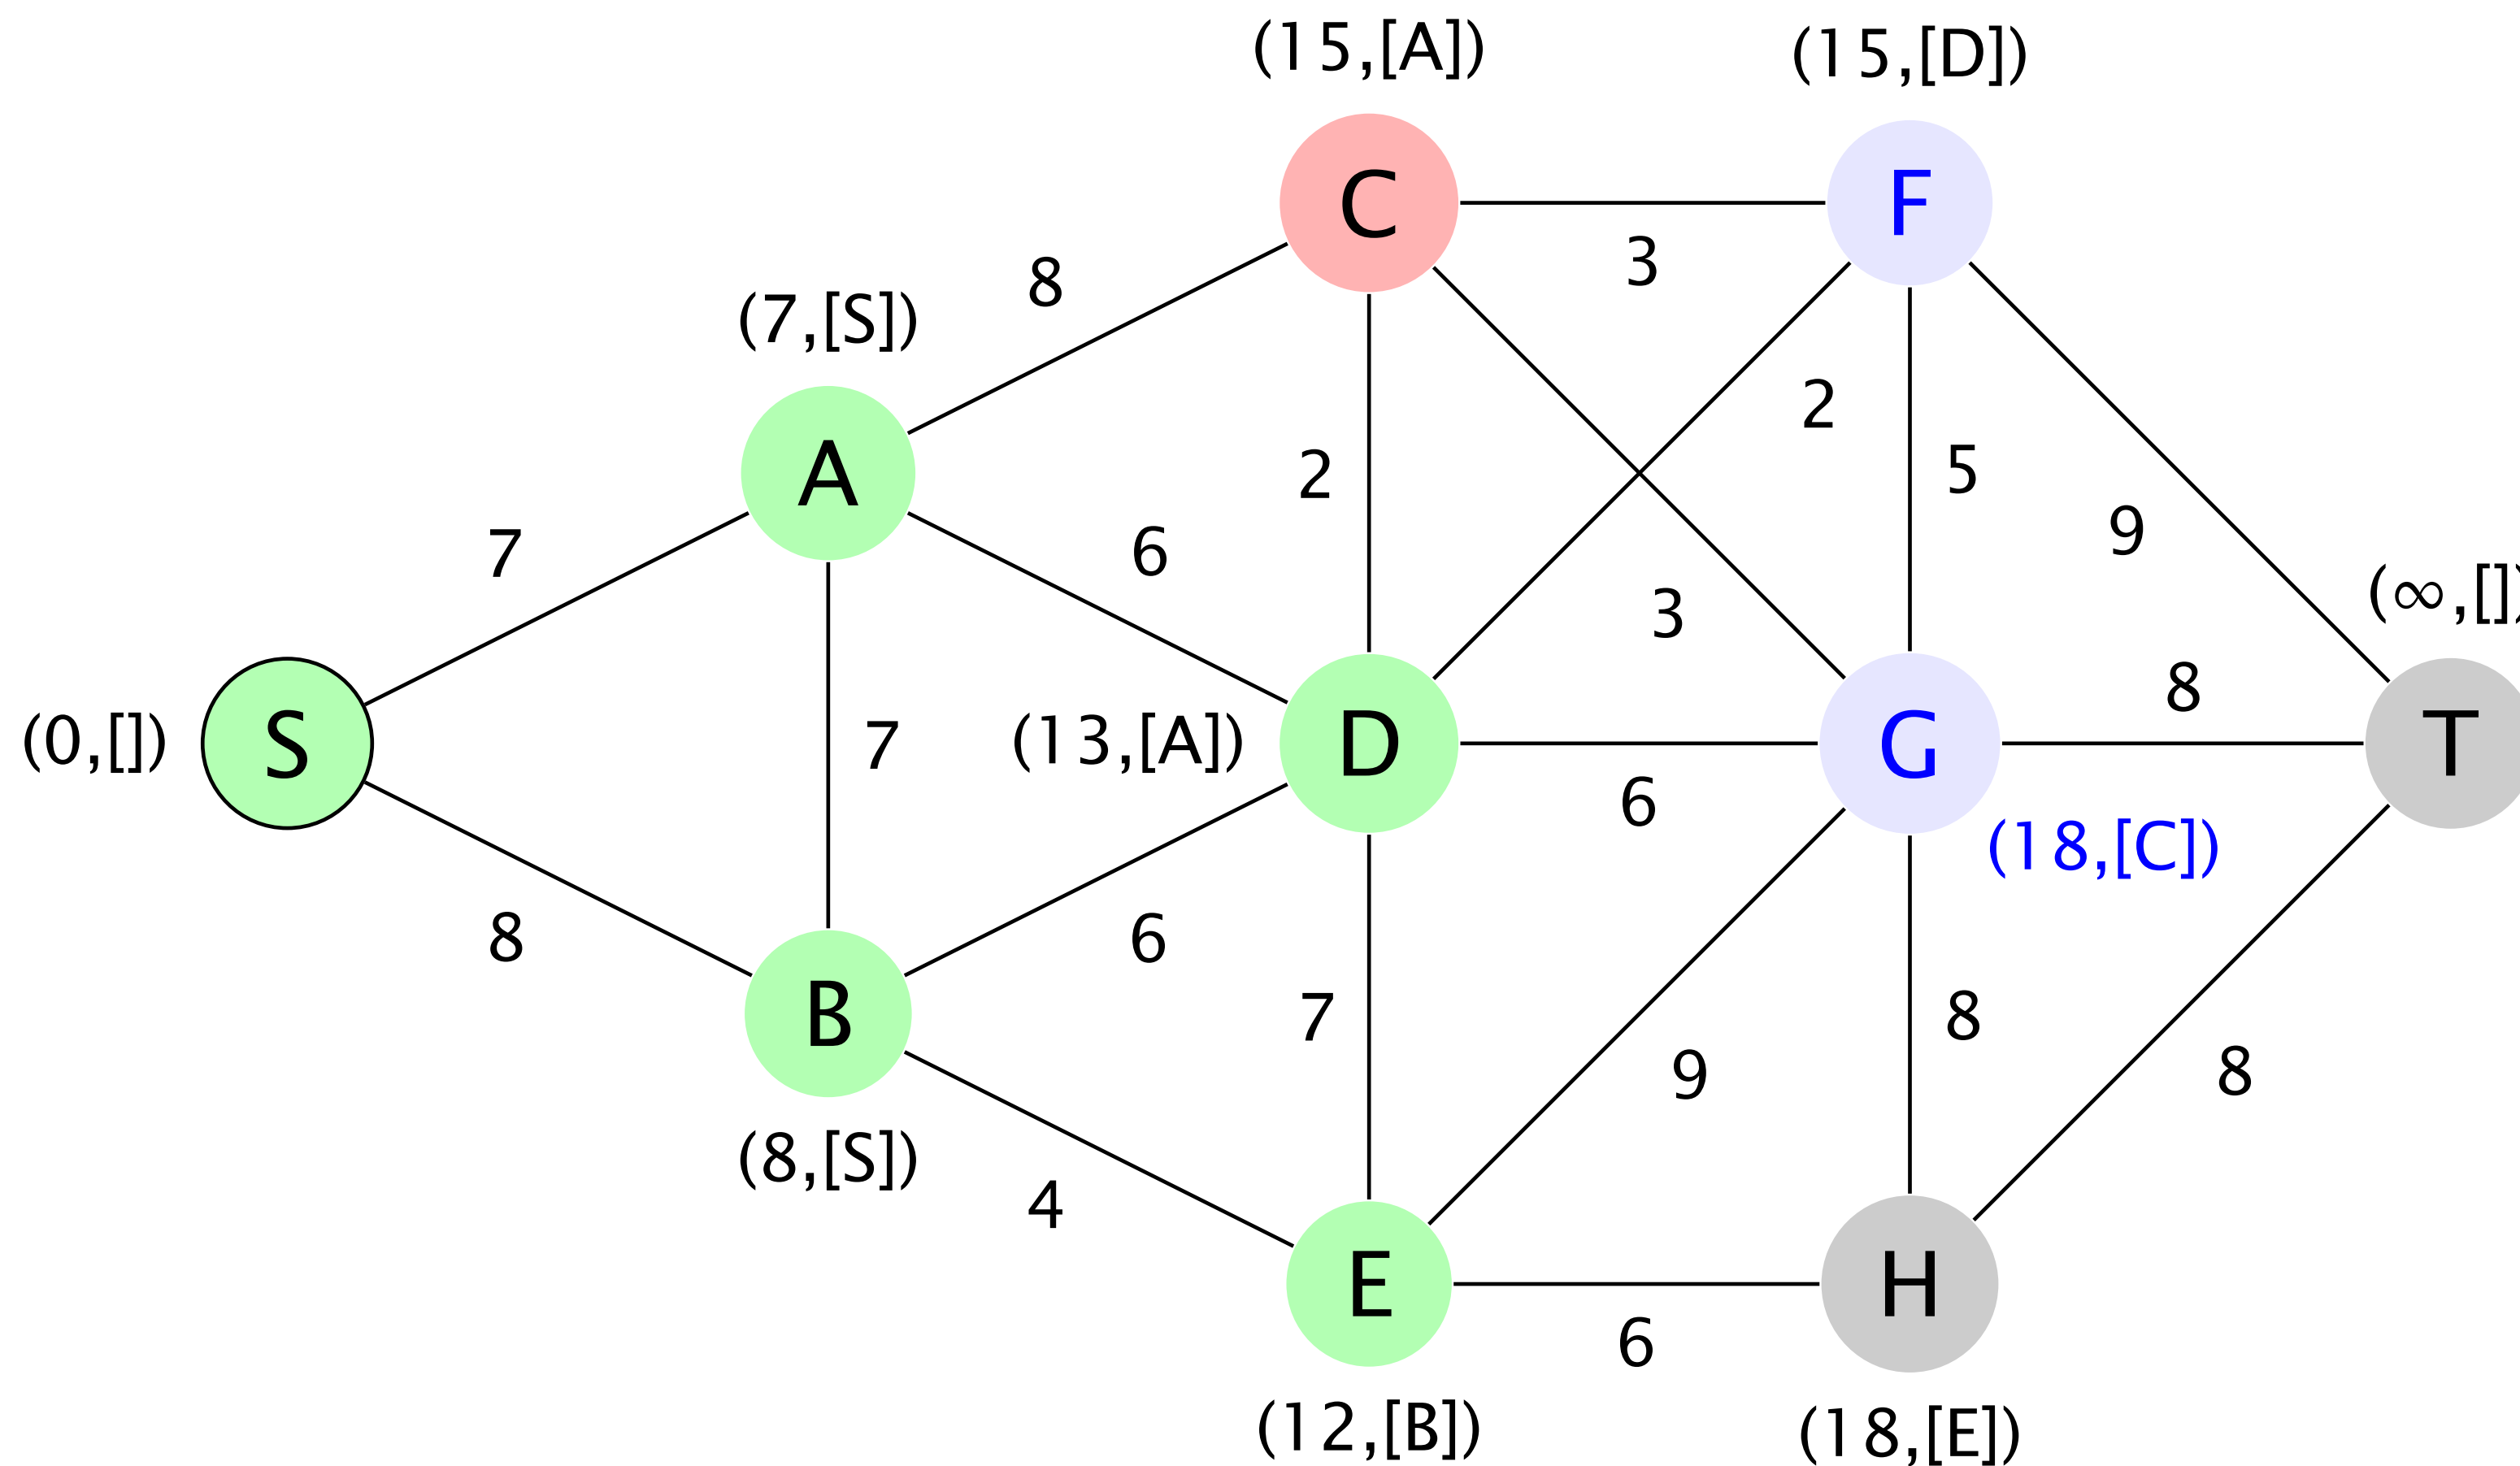 (15,[A])
(15,[D])
C
F
3
8
(7,[S])
2
A
2
5
7
6
9
3
(∞,[])
8
(0,[])
S
7
(13,[A])
D
G
T
6
(18,[C])
8
6
B
7
8
9
8
(8,[S])
4
E
H
6
(12,[B])
(18,[E])